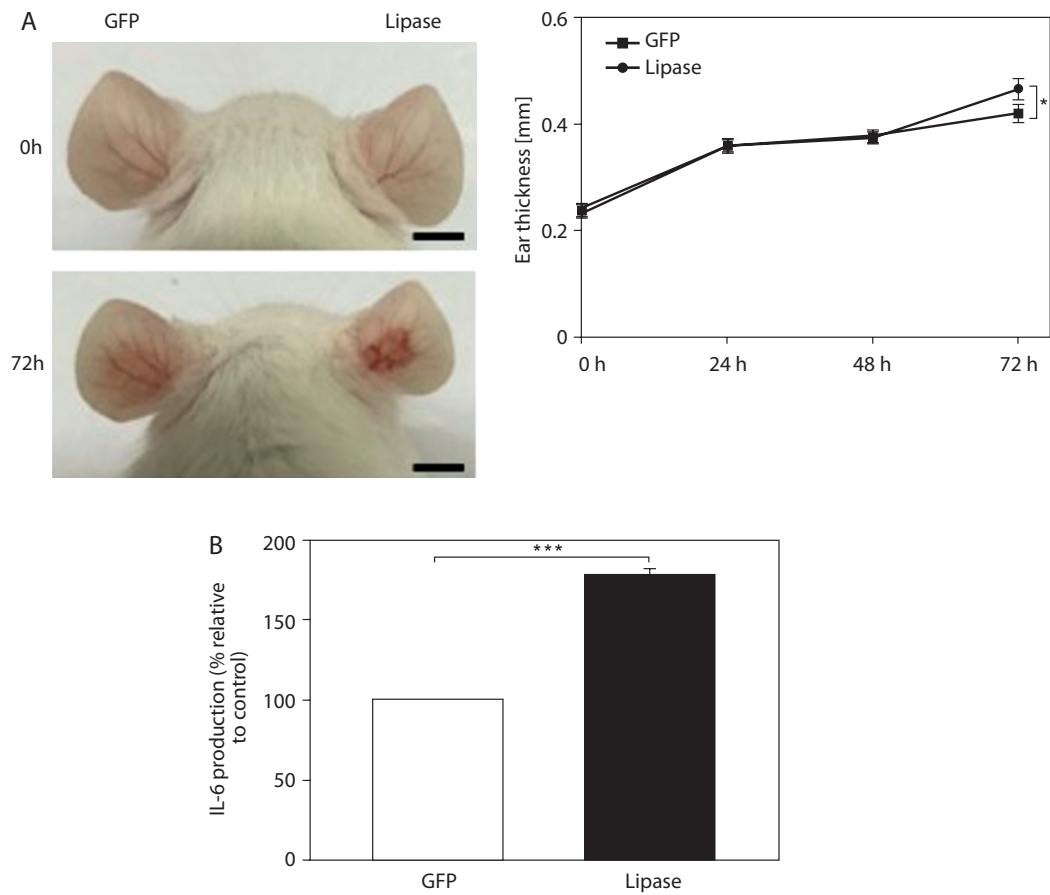 A
GFP
Lipase
0h
72h
0.6
0.4
0.2
0
Ear thickness [mm]
GFP
Lipase
*
0 h
24 h
48 h
72 h
B
200
150
100
50
0
IL-6 production (% relative
to control)
***
GFP
Lipase